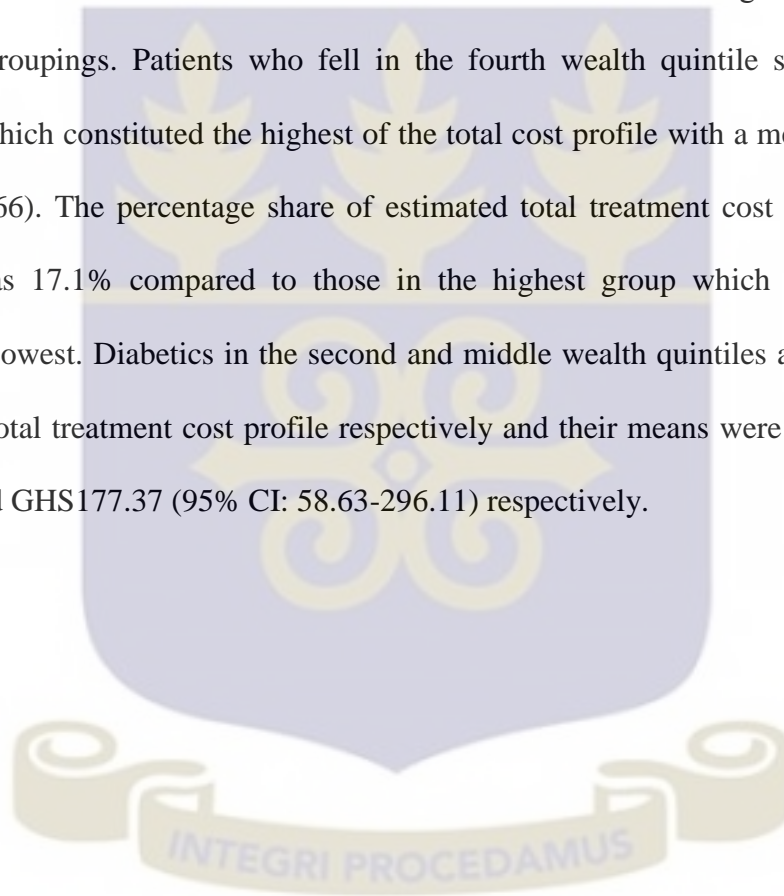 roupings. Patients who fell in the fourth wealth quintile
which constituted the highest of the total cost profile with a
66). The percentage share of estimated total treatment cost
as 17.1% compared to those in the highest group which
lowest. Diabetics in the second and middle wealth quintiles
otal treatment cost profile respectively and their means were
GHS177.37 (95% CI: 58.63-296.11) respectively.
INTEGRI PROCEDAMUS